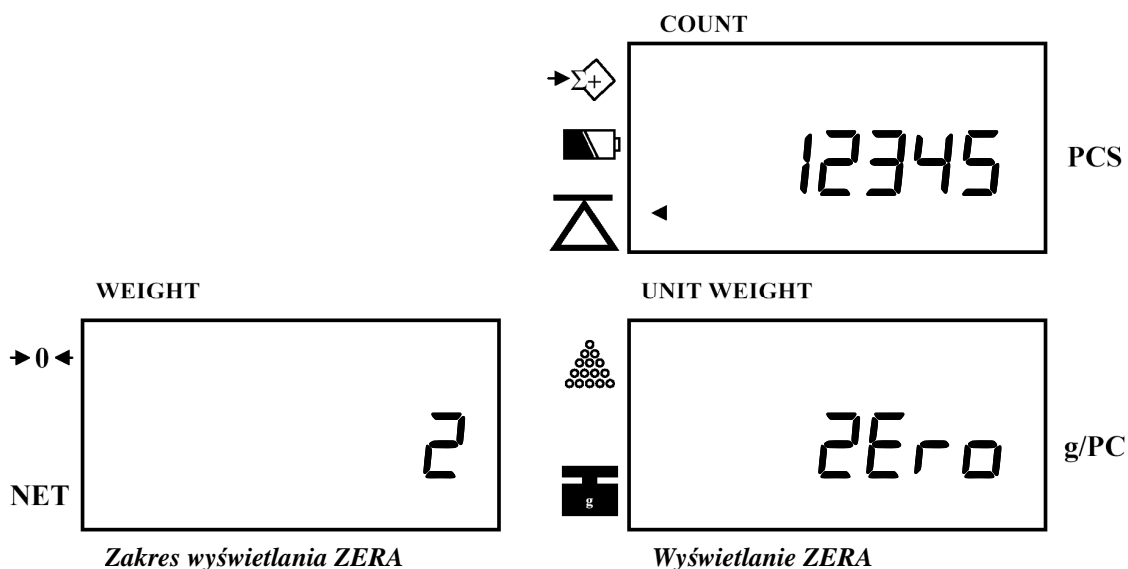 COUNT
Σ+
12345
PCS
WEIGHT
→0←
2
NET
UNIT WEIGHT
g
2Ero
g/PC
Zakres wyświetlania ZERA
Wyświetlanie ZERA